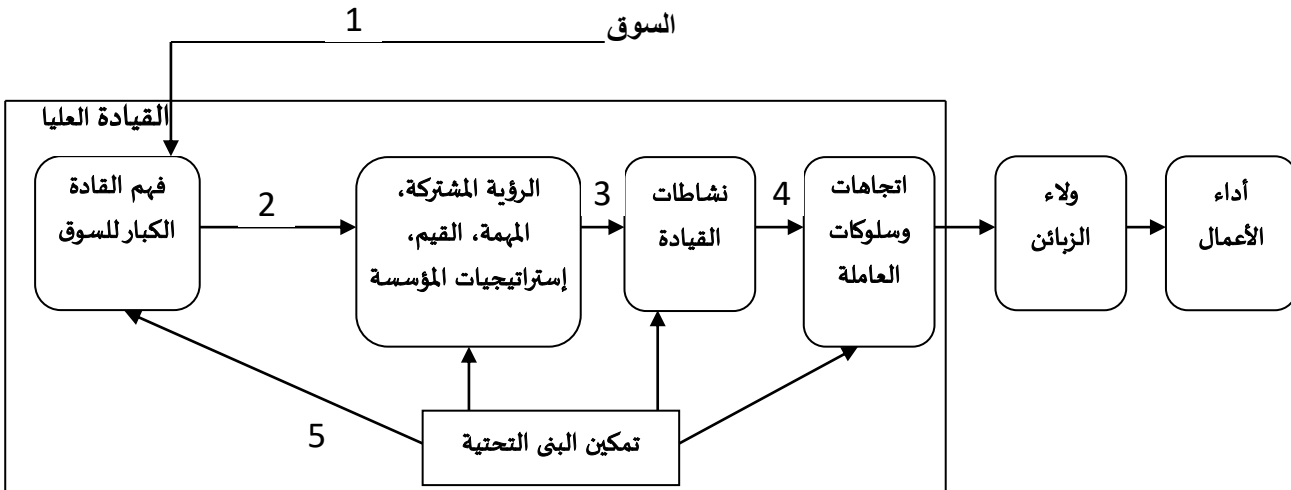 السوق
1
القيادة العليا
فهم القادة
الكبار للسوق
2
الرؤية المشتركة،
المهمة، القيم،
إستراتيجيات المؤسسة
3
نشاطات
القيادة
4
اتجاهات
وسلوكات
العاملة
ولاء
الزبائن
أداء
الأعمال
5
تمكين البنى التحتية